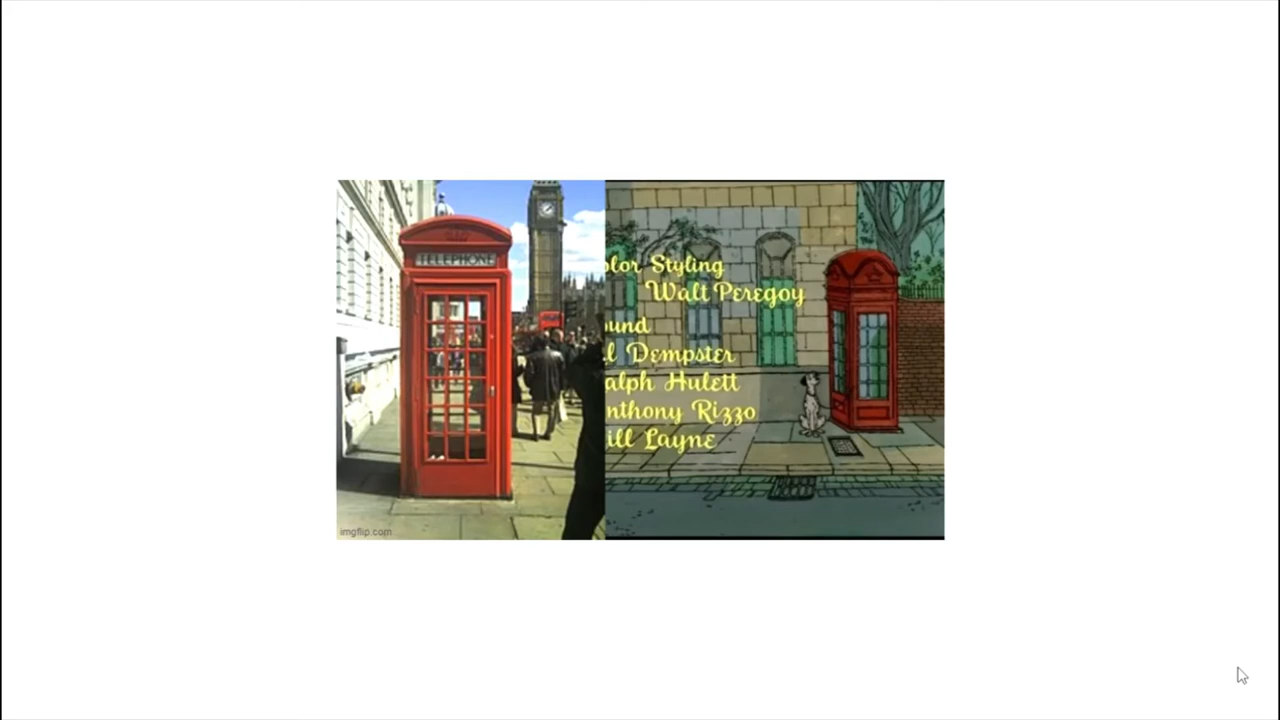 TELEPHONE
olor Styling
Walt Peregoy
ound
l Dempster
alph Hulett
nthony Rizzo
ill Layne
imgflip.com